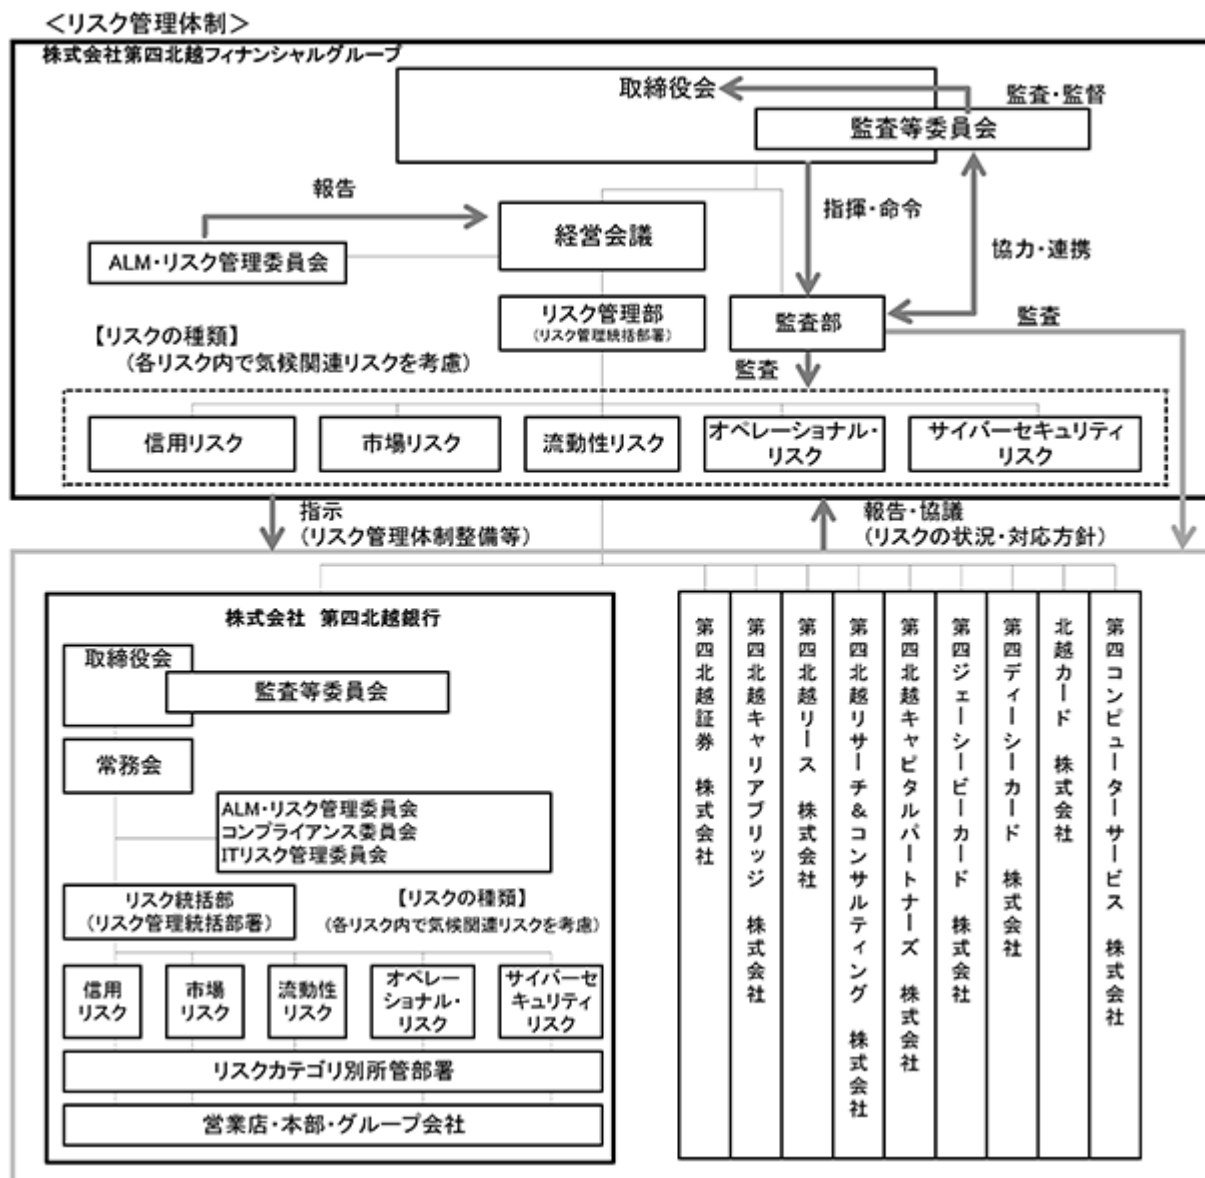 ＜リスク管理体制＞
株式会社第四北越フィナンシャルグループ
取締役会
監査・監督
監査等委員会
報告
指揮・命令
経営会議
ALM・リスク管理委員会
協力・連携
リスク管理部
（リスク管理統括部署）
監査部
監査
【リスクの種類】
（各リスク内で気候関連リスクを考慮）
監査
信用リスク
市場リスク
流動性リスク
オペレーショナル・
リスク
サイバーセキュリティ
リスク
指示
（リスク管理体制整備等）
報告・協議
（リスクの状況・対応方針）
株式会社　第四北越銀行
取締役会
監査等委員会
常務会
ALM・リスク管理委員会
コンプライアンス委員会
ITリスク管理委員会
リスク統括部
（リスク管理統括部署）
【リスクの種類】
（各リスク内で気候関連リスクを考慮）
信用
リスク
市場
リスク
流動性
リスク
オペレー
ショナル・
リスク
サイバーセ
キュリティ
リスク
リスクカテゴリ別所管部署
営業店・本部・グループ会社
第四北越証券　株式会社
第四北越キャリアブリッジ　株式会社
第四北越リース　株式会社
第四北越リサーチ＆コンサルティング　株式会社
第四北越キャピタルパートナーズ　株式会社
第四ジェーシービーカード　株式会社
第四ディーシーカード　株式会社
北越カード　株式会社
第四コンピューターサービス　株式会社